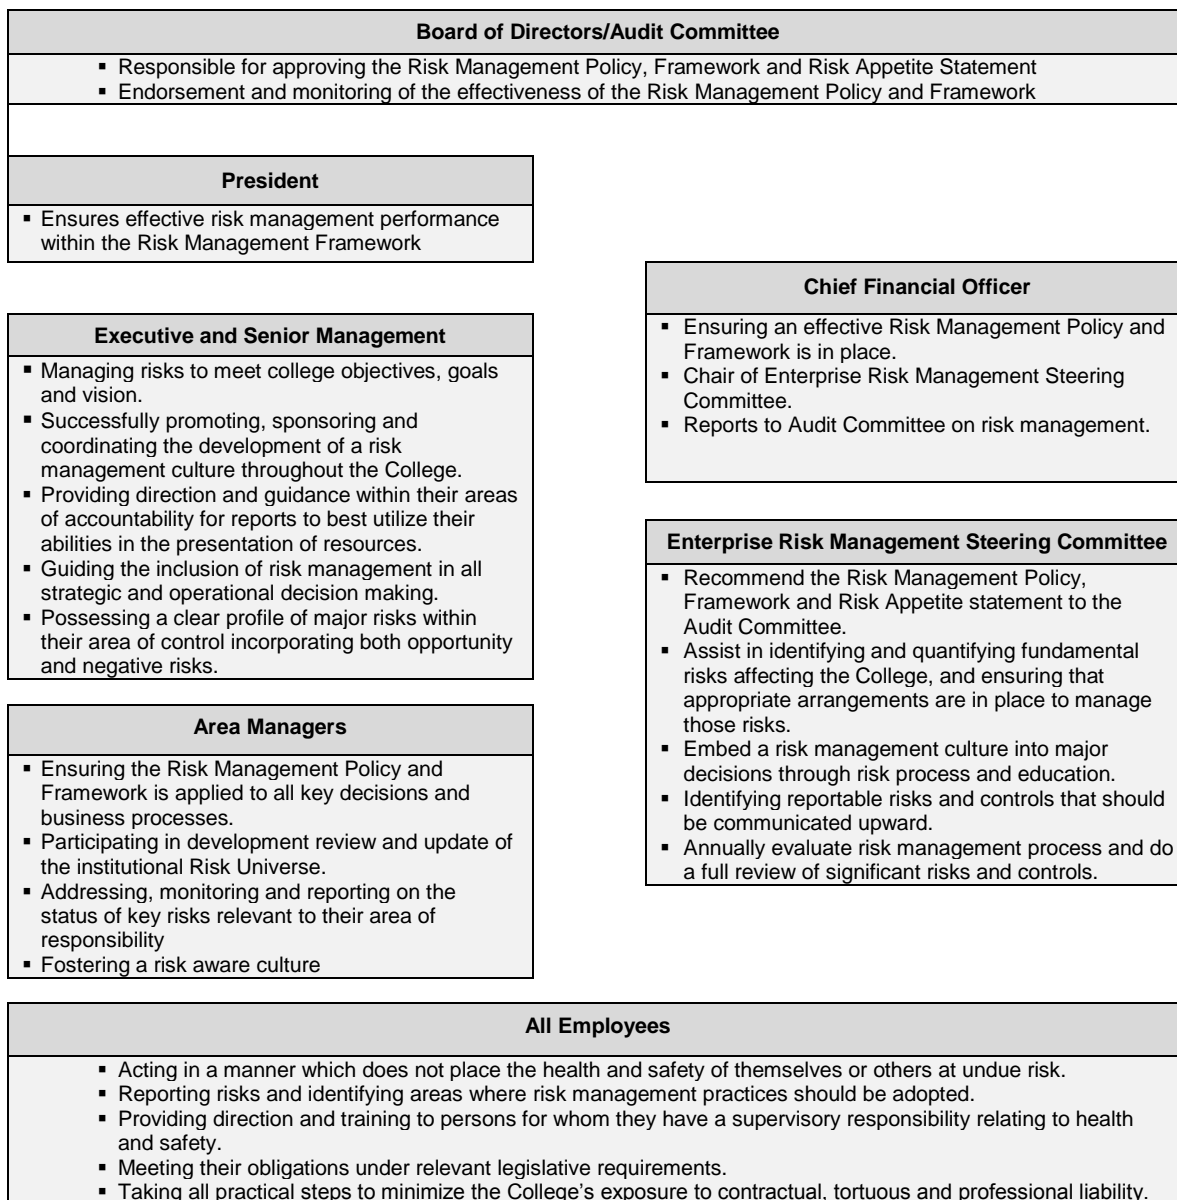 Board of Directors/Audit Committee
▪ Responsible for approving the Risk Management Policy, Framework and Risk Appetite Statement
▪ Endorsement and monitoring of the effectiveness of the Risk Management Policy and Framework
President
▪ Ensures effective risk management performance
within the Risk Management Framework
Executive and Senior Management
▪ Managing risks to meet college objectives, goals
and vision.
▪ Successfully promoting, sponsoring and
coordinating the development of a risk
management culture throughout the College.
▪ Providing direction and guidance within their areas
of accountability for reports to best utilize their
abilities in the presentation of resources.
▪ Guiding the inclusion of risk management in all
strategic and operational decision making.
▪ Possessing a clear profile of major risks within
their area of control incorporating both opportunity
and negative risks.
Area Managers
▪ Ensuring the Risk Management Policy and
Framework is applied to all key decisions and
business processes.
▪ Participating in development review and update of
the institutional Risk Universe.
▪ Addressing, monitoring and reporting on the
status of key risks relevant to their area of
responsibility
▪ Fostering a risk aware culture
Chief Financial Officer
▪ Ensuring an effective Risk Management Policy and
Framework is in place.
▪ Chair of Enterprise Risk Management Steering
Committee.
▪ Reports to Audit Committee on risk management.
Enterprise Risk Management Steering Committee
▪ Recommend the Risk Management Policy,
Framework and Risk Appetite statement to the
Audit Committee.
▪ Assist in identifying and quantifying fundamental
risks affecting the College, and ensuring that
appropriate arrangements are in place to manage
those risks.
▪ Embed a risk management culture into major
decisions through risk process and education.
▪ Identifying reportable risks and controls that should
be communicated upward.
▪ Annually evaluate risk management process and do
a full review of significant risks and controls.
All Employees
▪ Acting in a manner which does not place the health and safety of themselves or others at undue risk.
▪ Reporting risks and identifying areas where risk management practices should be adopted.
▪ Providing direction and training to persons for whom they have a supervisory responsibility relating to health
and safety.
▪ Meeting their obligations under relevant legislative requirements.
▪ Taking all practical steps to minimize the College's exposure to contractual, tortuous and professional liability.